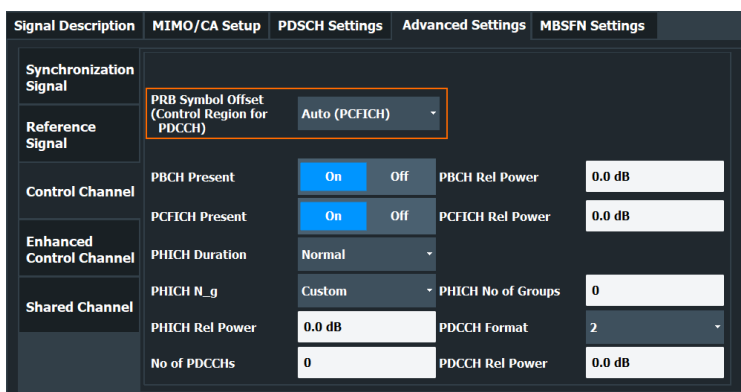 Signal Description MIMO/CA Setup PDSCH Settings Advanced Settings MBSFN Settings
Synchronization
Signal
Reference
Signal
Control Channel
Enhanced
Control Channel
Shared Channel
PRB Symbol Offset
(Control Region for
PDCCH)
Auto (PCFICH)
PBCH Present On Off PBCH Rel Power 0.0 dB
PCFICH Present On Off PCFICH Rel Power 0.0 dB
PHICH Duration Normal
PHICH N_g Custom PHICH No of Groups 0
PHICH Rel Power 0.0 dB PDCCH Format 2
No of PDCCHs 0 PDCCH Rel Power 0.0 dB